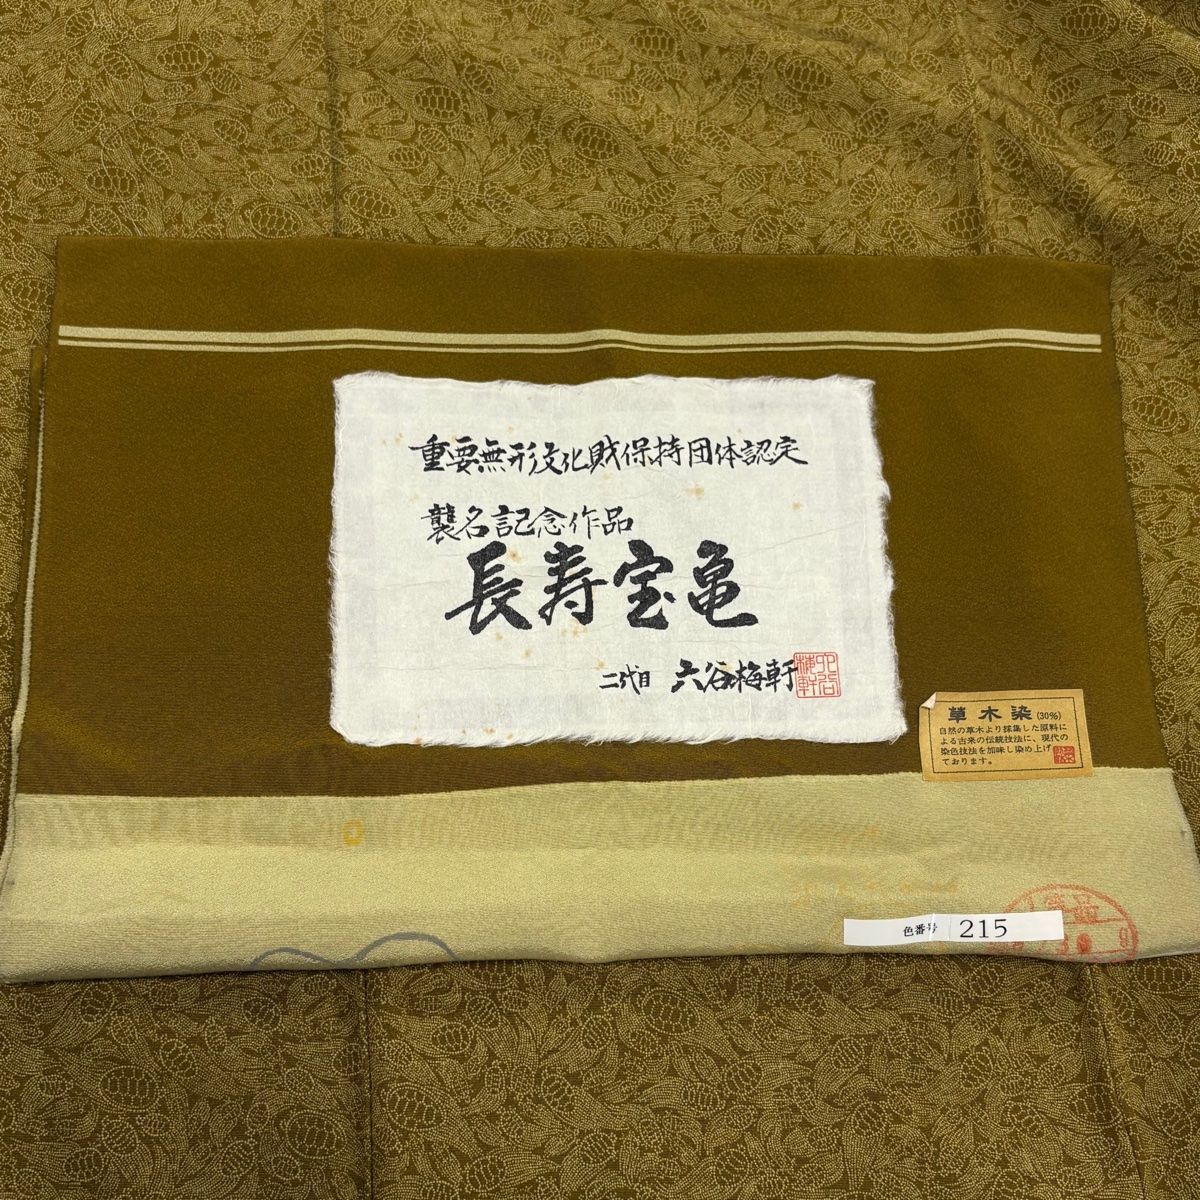 重要無形文化財保持団体認定
襲名記念作品
長寿宝亀
二代目 六谷梅軒
六谷梅軒
草木染(30%)
自然の草木より採集した原料に
よる古来の伝統技法に、現代の
染色技法を加味し染め上げ
ております。
色番号 215